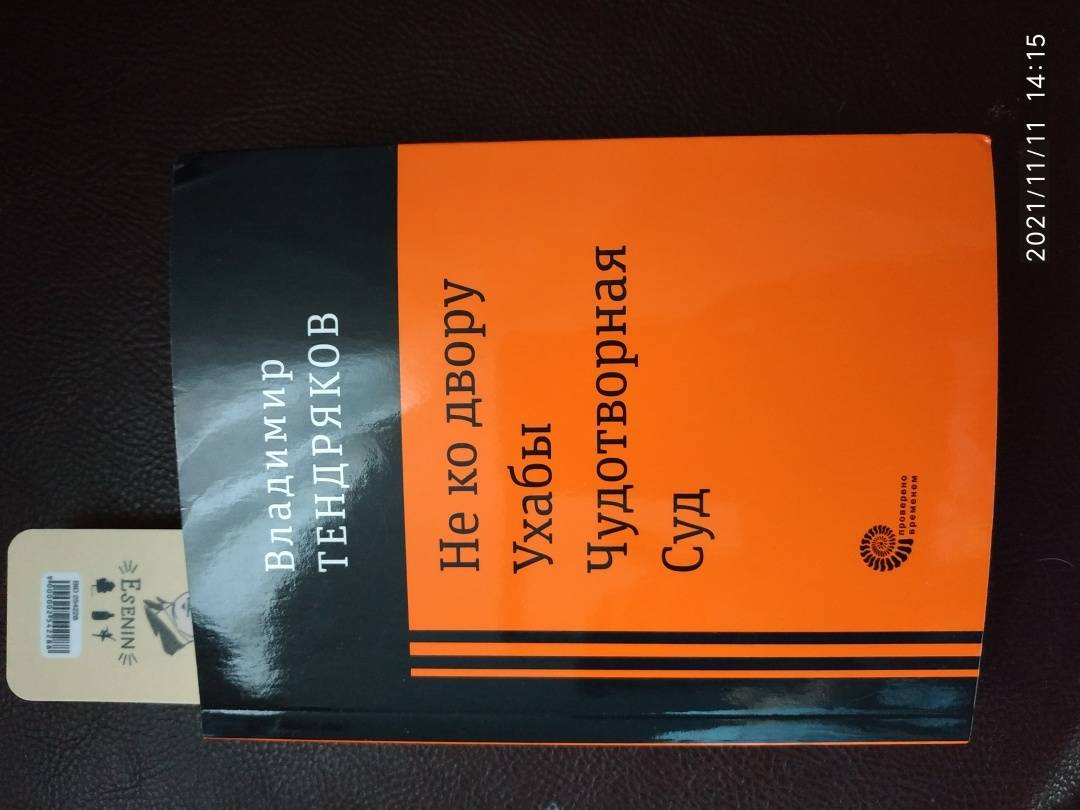 Владимир
ТЕНДРЯКОВ
Не ко двору
Ухабы
Чудотворная
Суд
проверено
временем
ESENIN
2021/11/11 14:15